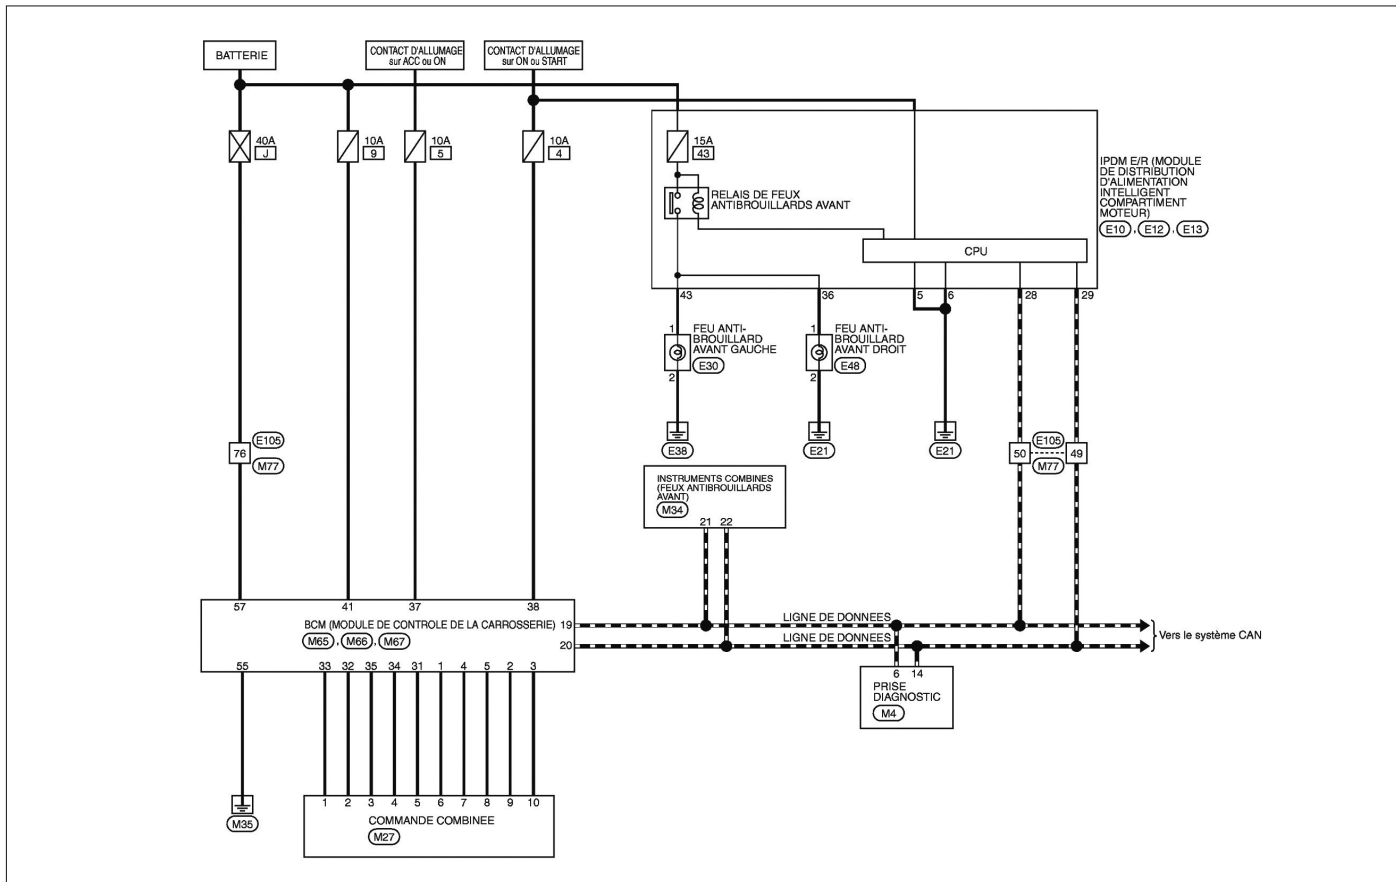 BATTERIE
CONTACT D'ALLUMAGE
sur ACC ou ON
CONTACT D'ALLUMAGE
sur ON ou START
40A
J
10A
9
10A
5
10A
4
15A
43
RELAIS DE FEUX
ANTIBROUILLARDS AVANT
CPU
IPDM E/R (MODULE
DE DISTRIBUTION
D'ALIMENTATION
INTELLIGENT
COMPARTIMENT
MOTEUR)
E10 , E12 , E13
43 36 5 6 28 29
1
FEU ANTI-
BROUILLARD
AVANT GAUCHE
E30
2
1
FEU ANTI-
BROUILLARD
AVANT DROIT
E48
2
E38
E21
E21
76
E105
M77
50
E105
M77
49
INSTRUMENTS COMBINES
(FEUX ANTIBROUILLARDS
AVANT)
M34
21 22
57 41 37 38
BCM (MODULE DE CONTROLE DE LA CARROSSERIE)
M65 , M66 , M67
19
20
LIGNE DE DONNEES
LIGNE DE DONNEES
Vers le système CAN
55 33 32 35 34 31 1 4 5 2 3
6 14
PRISE
DIAGNOSTIC
M4
M35
1 2 3 4 5 6 7 8 9 10
COMMANDE COMBINEE
M27